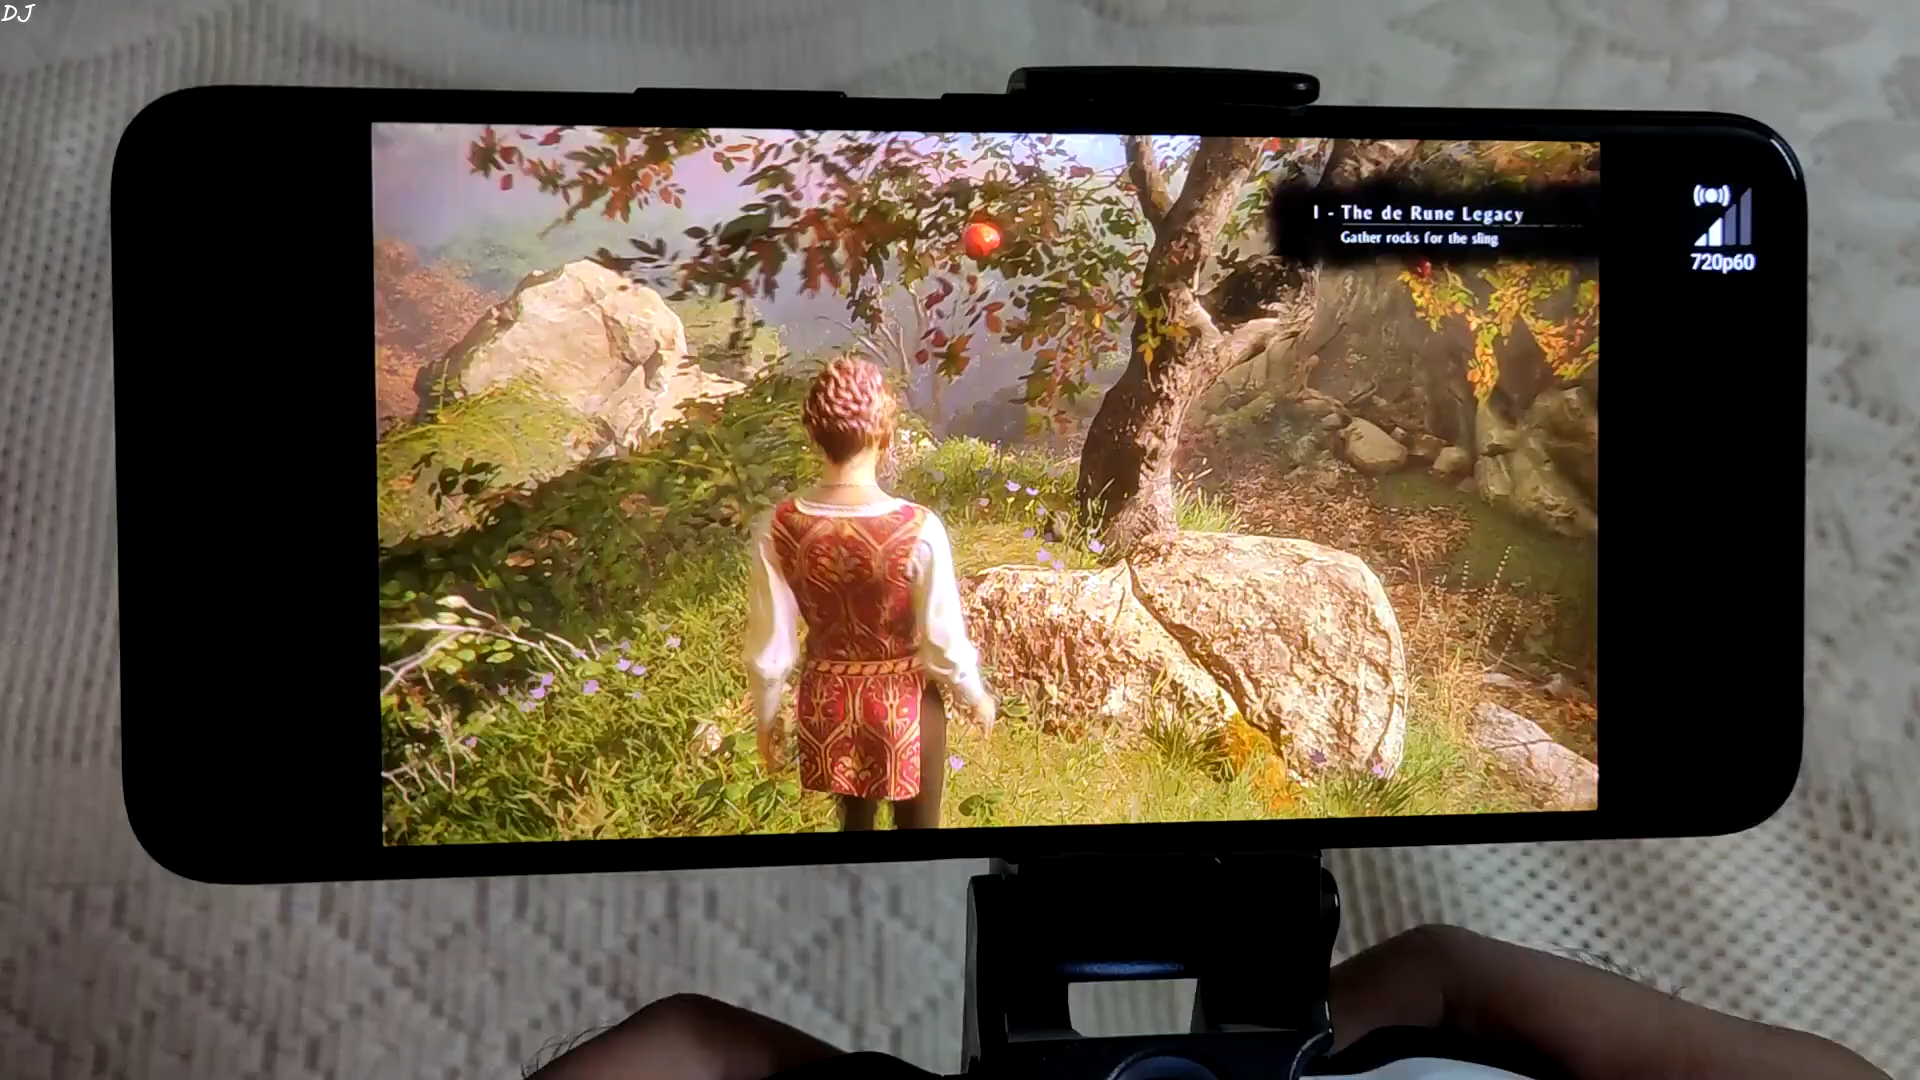 DJ
I - The de Rune Legacy
Gather rocks for the sling
720p60